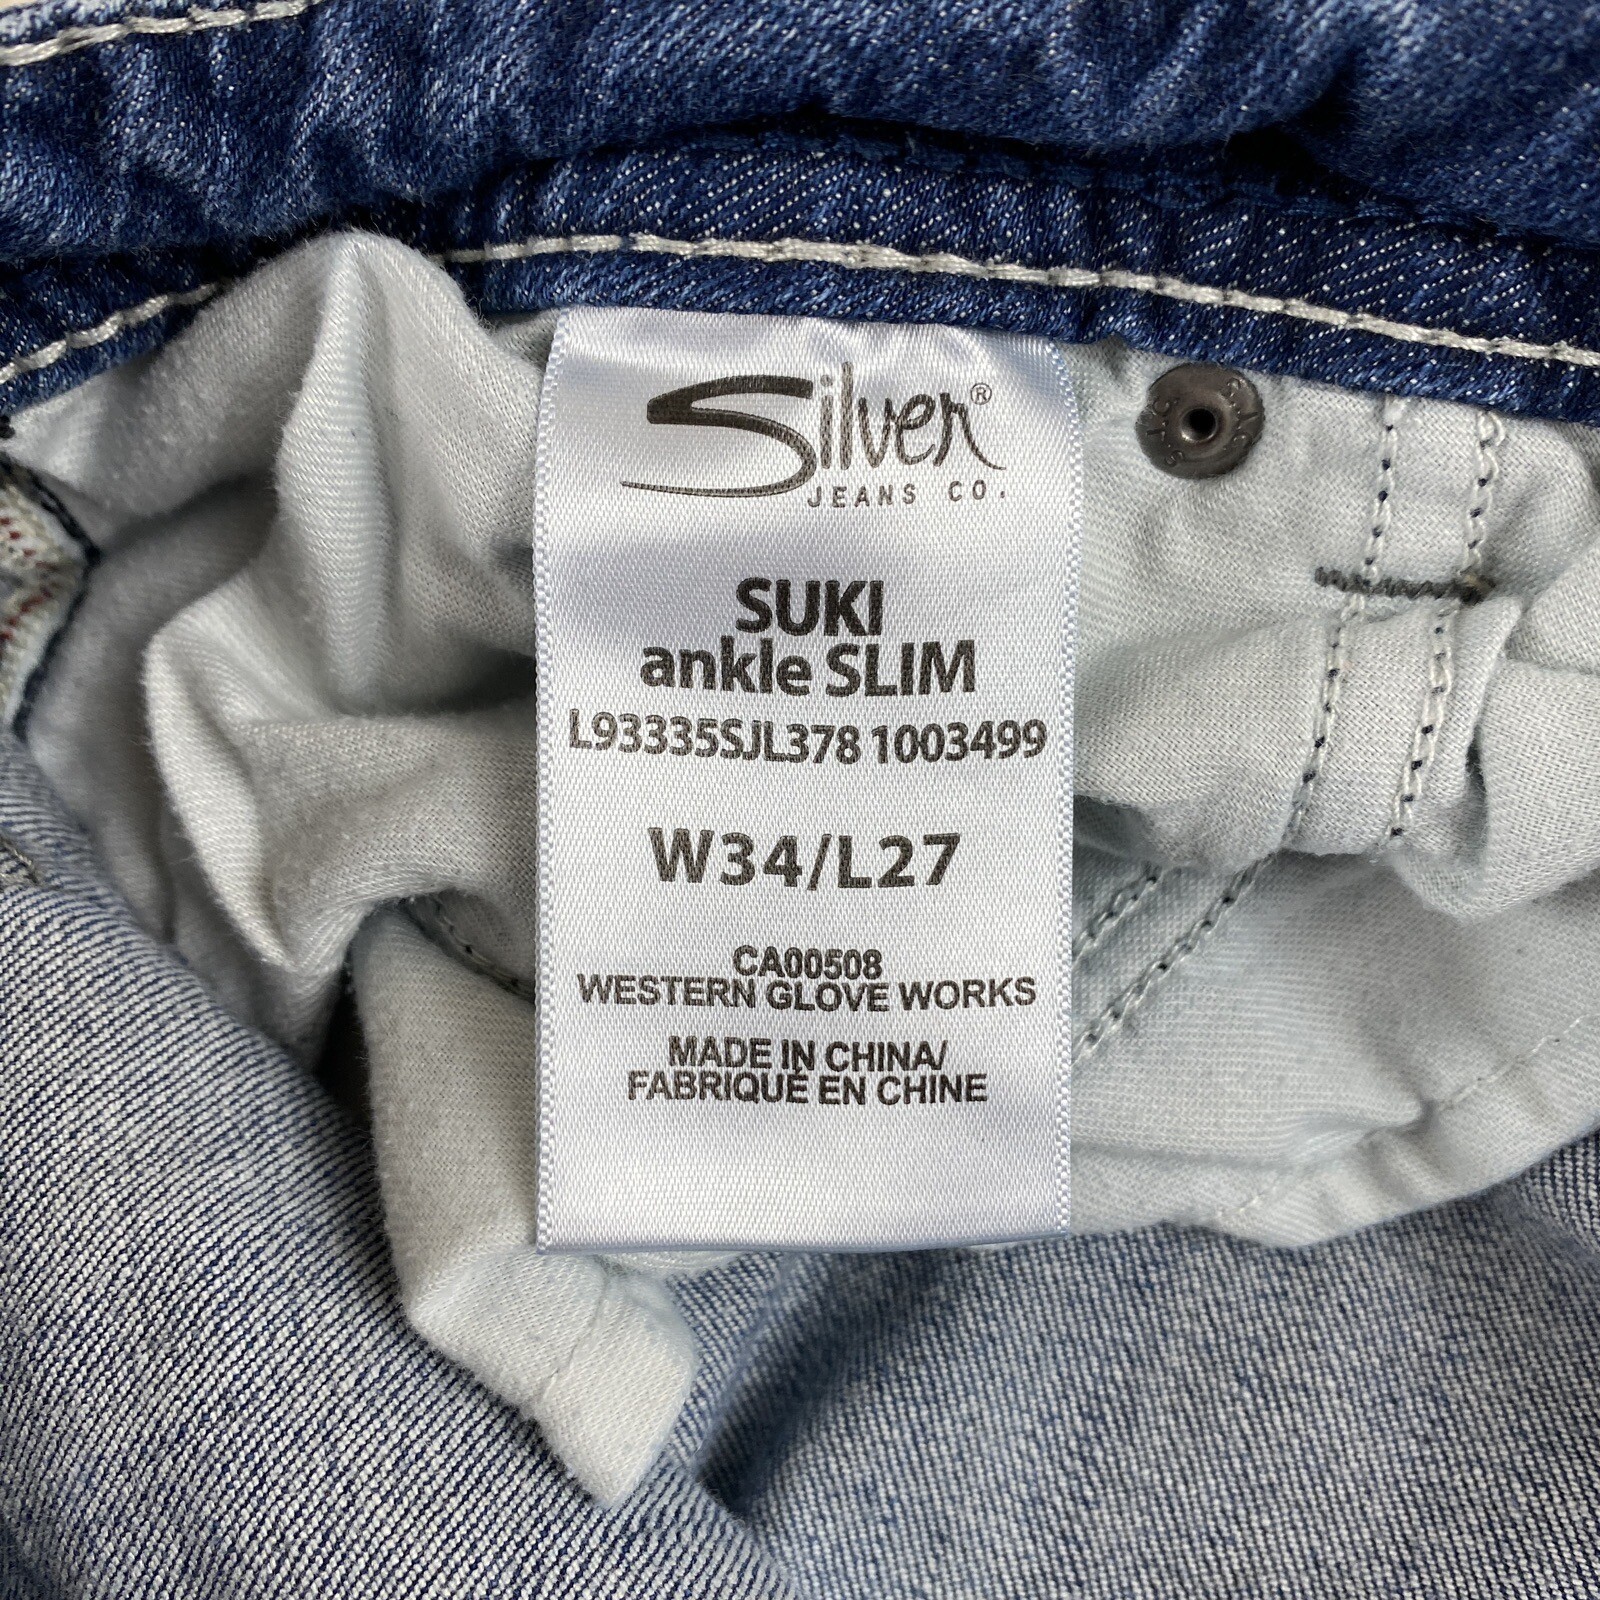 Silver®
JEANS CO.
SUKI
ankle SLIM
L93335SJL378 1003499
W34/L27
CA00508
WESTERN GLOVE WORKS
MADE IN CHINA/
FABRIQUÉ EN CHINE